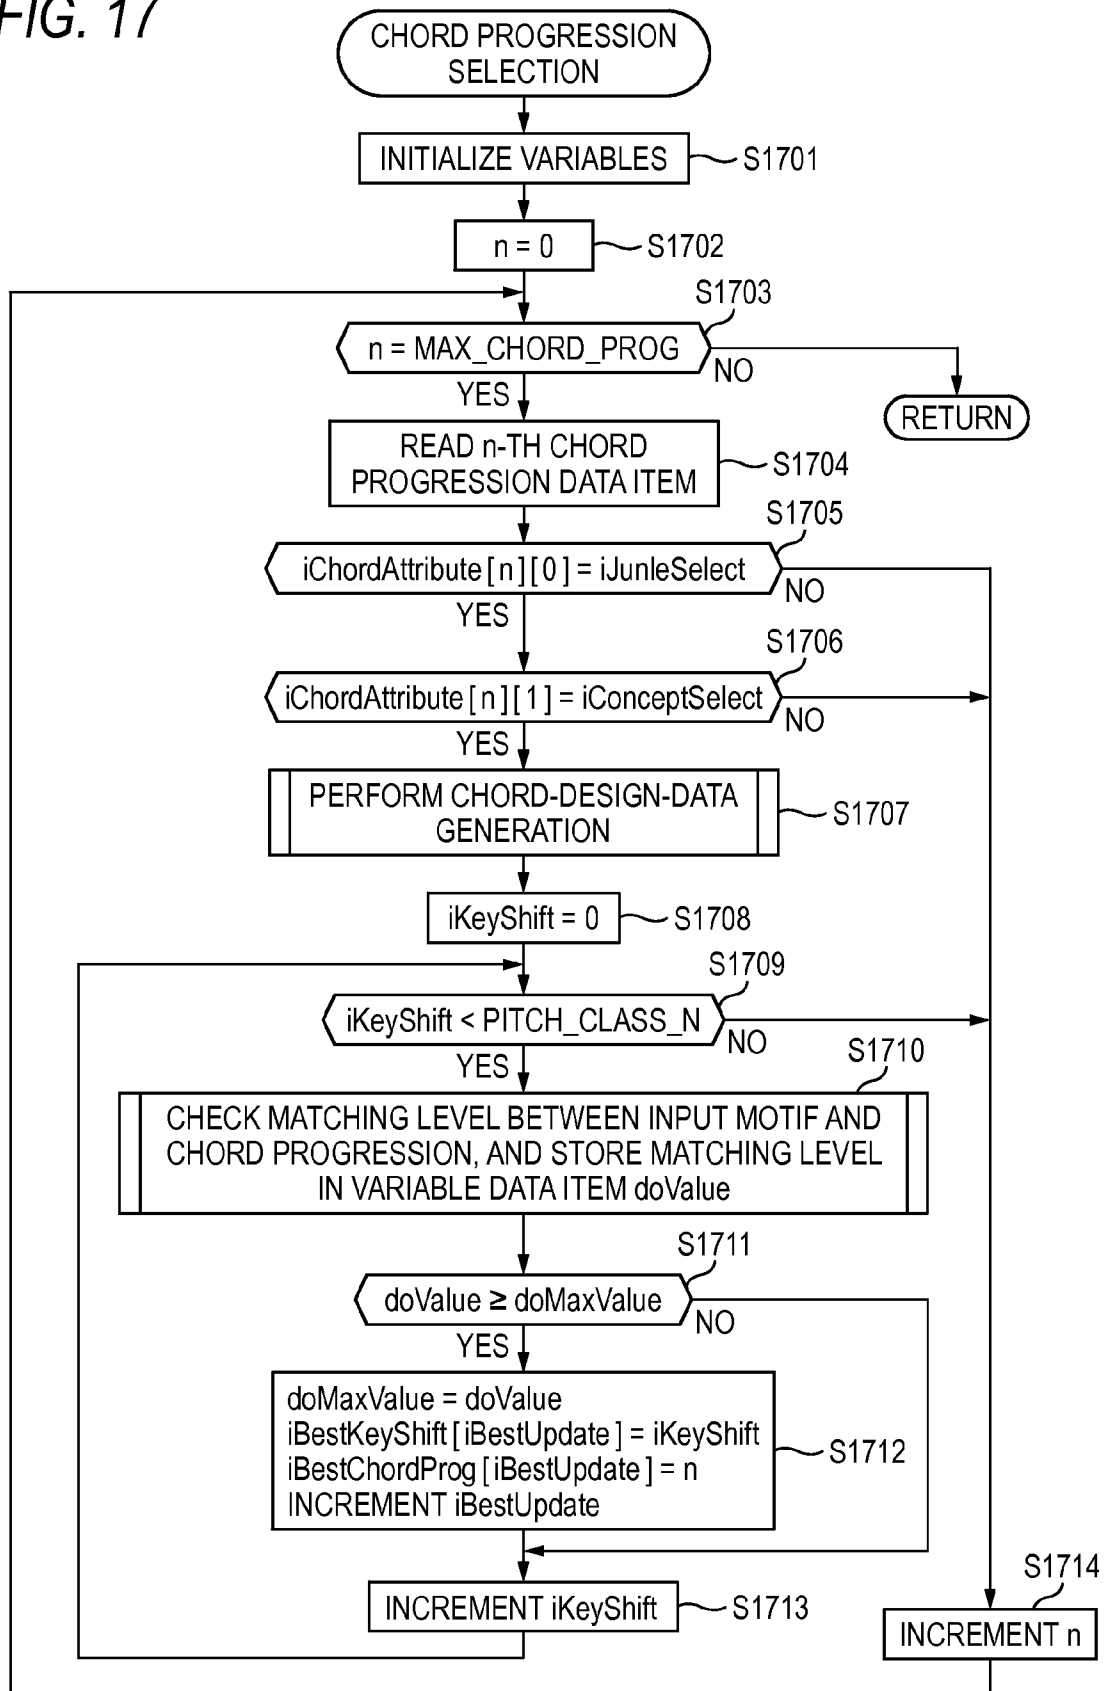 FIG. 17
CHORD PROGRESSION
SELECTION
INITIALIZE VARIABLES
S1701
n = 0
S1702
S1703
n = MAX_CHORD_PROG
NO
YES
RETURN
READ n-TH CHORD
PROGRESSION DATA ITEM
S1704
S1705
iChordAttribute[n][0] = iJunleSelect
NO
YES
S1706
iChordAttribute[n][1] = iConceptSelect
NO
YES
PERFORM CHORD-DESIGN-DATA
GENERATION
S1707
iKeyShift = 0
S1708
S1709
iKeyShift < PITCH_CLASS_N
NO
YES
S1710
CHECK MATCHING LEVEL BETWEEN INPUT MOTIF AND
CHORD PROGRESSION, AND STORE MATCHING LEVEL
IN VARIABLE DATA ITEM doValue
S1711
doValue ≥ doMaxValue
NO
YES
doMaxValue = doValue
iBestKeyShift[iBestUpdate] = iKeyShift
iBestChordProg[iBestUpdate] = n
INCREMENT iBestUpdate
S1712
INCREMENT iKeyShift
S1713
S1714
INCREMENT n